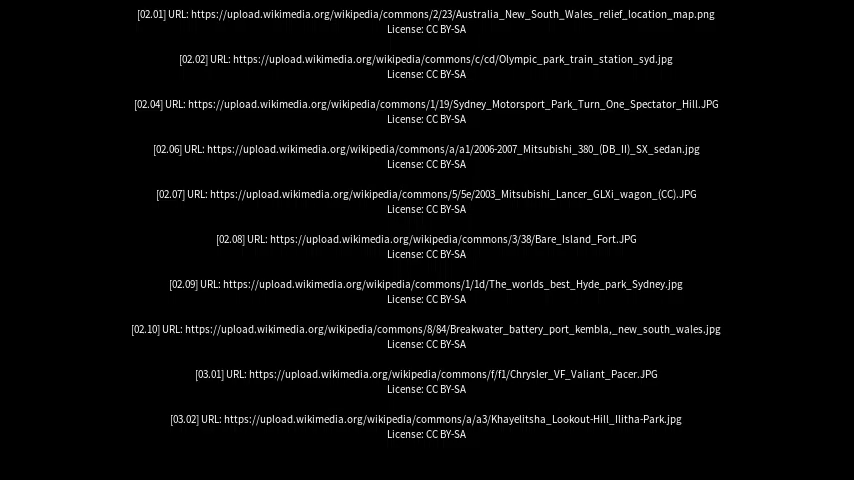 [02.01] URL: https://upload.wikimedia.org/wikipedia/commons/2/23/Australia_New_South_Wales_relief_location_map.png
License: CC BY-SA
[02.02] URL: https://upload.wikimedia.org/wikipedia/commons/c/cd/Olympic_park_train_station_syd.jpg
License: CC BY-SA
[02.04] URL: https://upload.wikimedia.org/wikipedia/commons/1/19/Sydney_Motorsport_Park_Turn_One_Spectator_Hill.JPG
License: CC BY-SA
[02.06] URL: https://upload.wikimedia.org/wikipedia/commons/a/a1/2006-2007_Mitsubishi_380_(DB_II)_SX_sedan.jpg
License: CC BY-SA
[02.07] URL: https://upload.wikimedia.org/wikipedia/commons/5/5e/2003_Mitsubishi_Lancer_GLXi_wagon_(CC).JPG
License: CC BY-SA
[02.08] URL: https://upload.wikimedia.org/wikipedia/commons/3/38/Bare_Island_Fort.JPG
License: CC BY-SA
[02.09] URL: https://upload.wikimedia.org/wikipedia/commons/1/1d/The_worlds_best_Hyde_park_Sydney.jpg
License: CC BY-SA
[02.10] URL: https://upload.wikimedia.org/wikipedia/commons/8/84/Breakwater_battery_port_kembla,_new_south_wales.jpg
License: CC BY-SA
[03.01] URL: https://upload.wikimedia.org/wikipedia/commons/f/f1/Chrysler_VF_Valiant_Pacer.JPG
License: CC BY-SA
[03.02] URL: https://upload.wikimedia.org/wikipedia/commons/a/a3/Khayelitsha_Lookout-Hill_Ilitha-Park.jpg
License: CC BY-SA